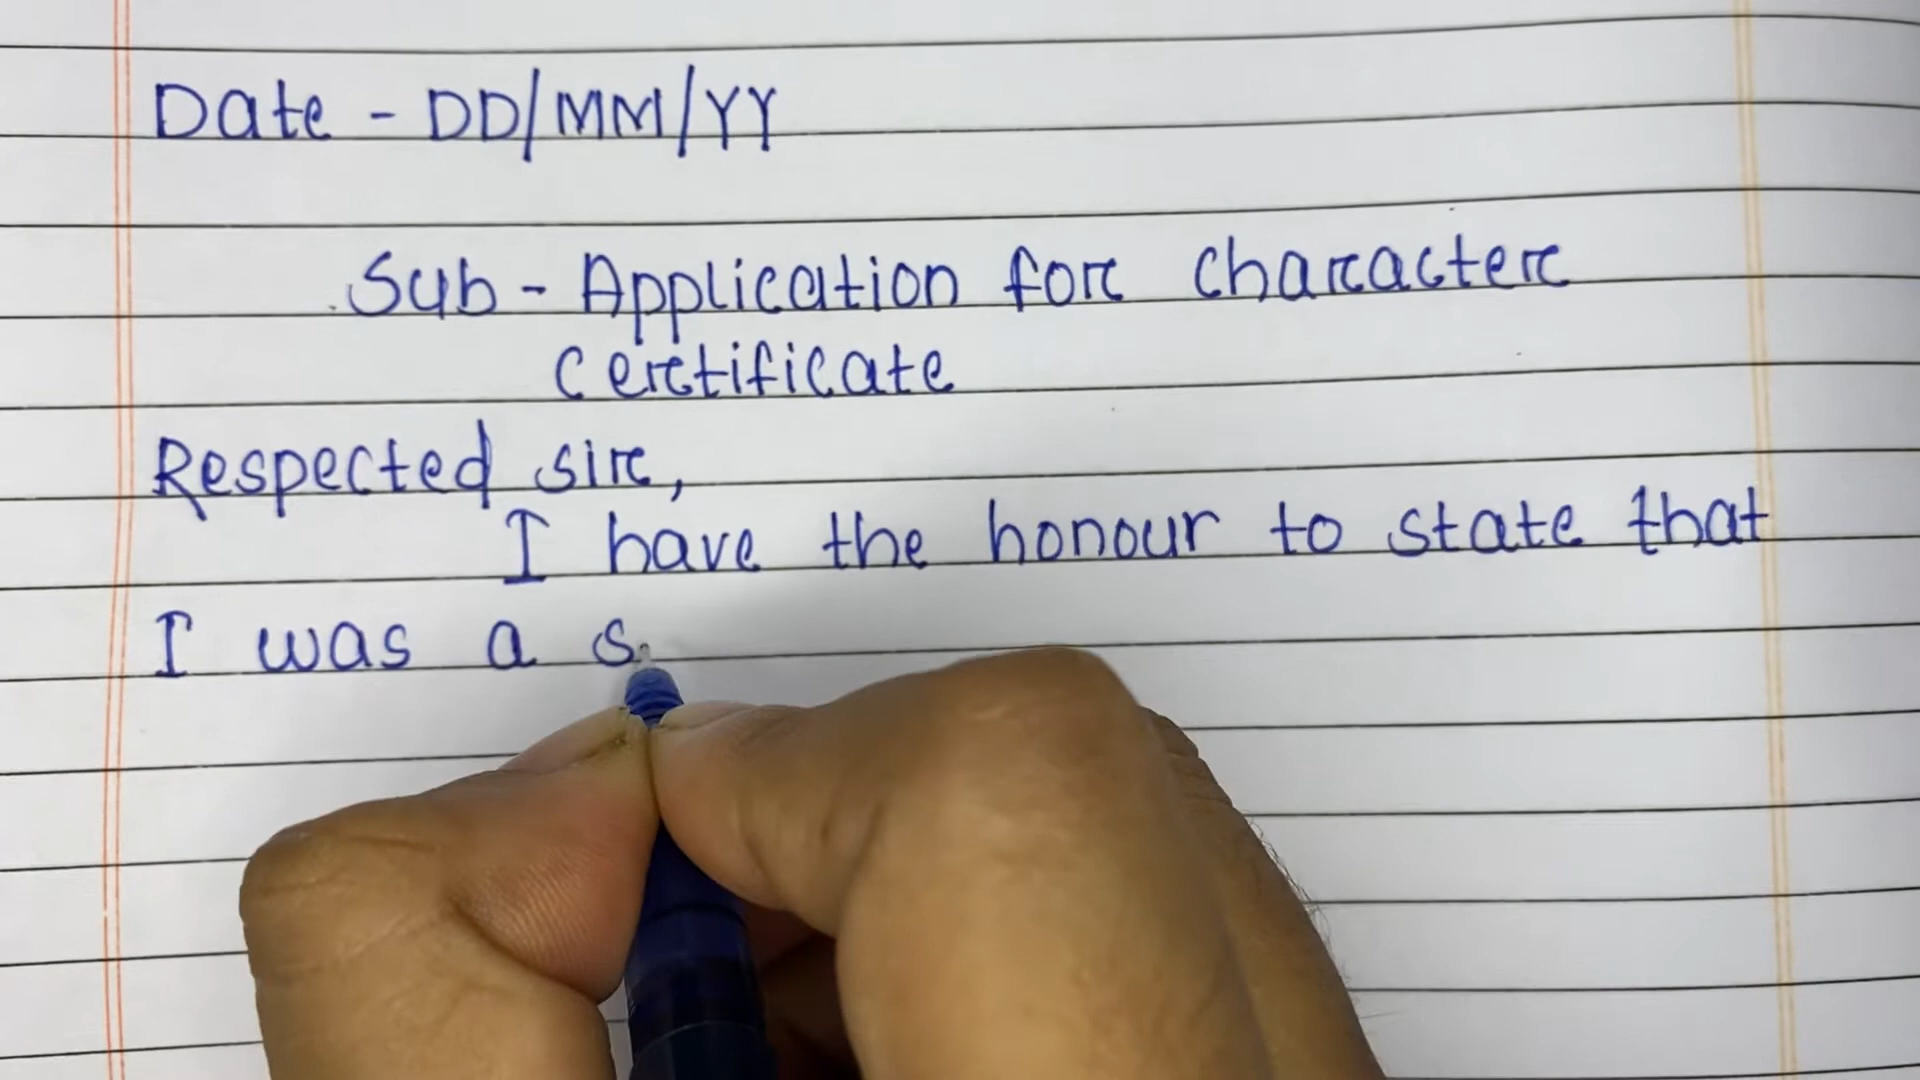 Date - DD/MM/YY
Sub - Application for character
certificate
Respected sir,
I have the honour to state that
I was a s